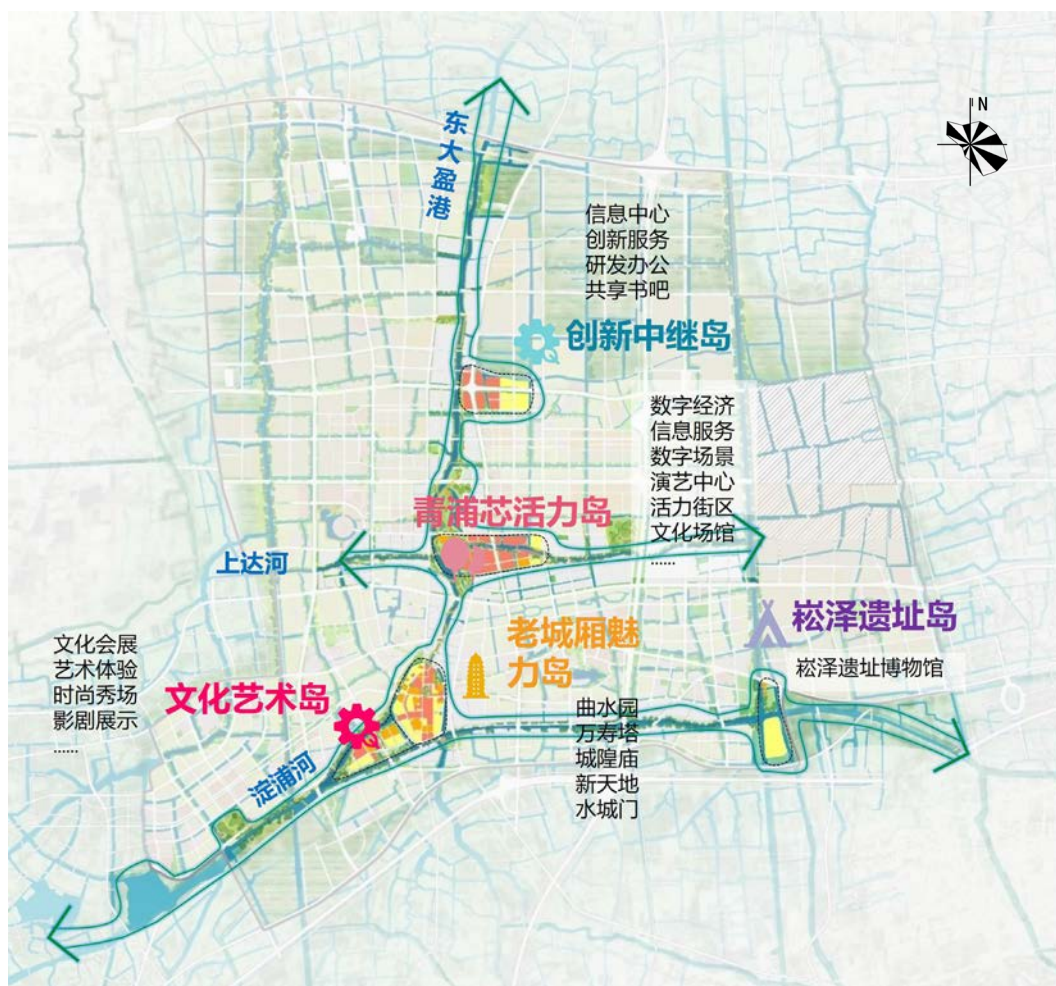 N
东大盈港
信息中心
创新服务
研发办公
共享书吧
创新中继岛
数字经济
信息服务
数字场景
演艺中心
活力街区
文化场馆
......
青浦芯活力岛
上达河
崧泽遗址岛
崧泽遗址博物馆
老城厢魅
力岛
曲水园
万寿塔
城隍庙
新天地
水城门
文化会展
艺术体验
时尚秀场
影剧展示
......
文化艺术岛
淀浦河